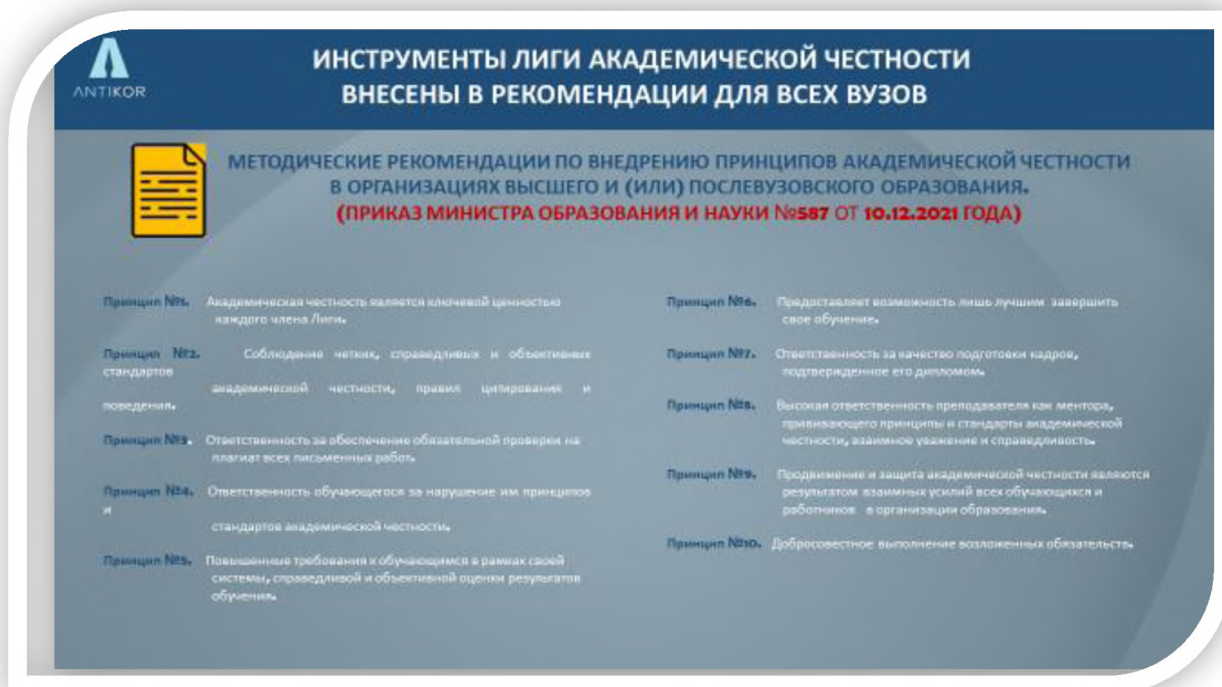 ANTIKOR
ИНСТРУМЕНТЫ ЛИГИ АКАДЕМИЧЕСКОЙ ЧЕСТНОСТИ
ВНЕСЕНЫ В РЕКОМЕНДАЦИИ ДЛЯ ВСЕХ ВУЗОВ
МЕТОДИЧЕСКИЕ РЕКОМЕНДАЦИИ ПО ВНЕДРЕНИЮ ПРИНЦИПОВ АКАДЕМИЧЕСКОЙ ЧЕСТНОСТИ
В ОРГАНИЗАЦИЯХ ВЫСШЕГО И (ИЛИ) ПОСЛЕВУЗОВСКОГО ОБРАЗОВАНИЯ.
(ПРИКАЗ МИНИСТРА ОБРАЗОВАНИЯ И НАУКИ №587 ОТ 10.12.2021 ГОДА)
Принцип №1. Академическая честность является ключевой ценностью
каждого члена Лиги.
Принцип №2. Соблюдение четких, справедливых и объективных
стандартов
академической честности, правил цитирования и
поведения.
Принцип №3. Ответственность за обеспечение обязательной проверки на
плагиат всех письменных работ.
Принцип №4. Ответственность обучающегося за нарушение им принципов
и
стандартов академической честности.
Принцип №5. Повышенные требования к обучающимся в рамках своей
системы, справедливой и объективной оценки результатов
обучения.
Принцип №6. Предоставляет возможность лишь лучшим завершить
свое обучение.
Принцип №7. Ответственность за качество подготовки кадров,
подтвержденное его дипломом.
Принцип №8. Высокая ответственность преподавателя как ментора,
прививающего принципы и стандарты академической
честности, взаимное уважение и справедливость.
Принцип №9. Продвижение и защита академической честности являются
результатом взаимных усилий всех обучающихся и
работников в организации образования.
Принцип №10. Добросовестное выполнение возложенных обязательств.